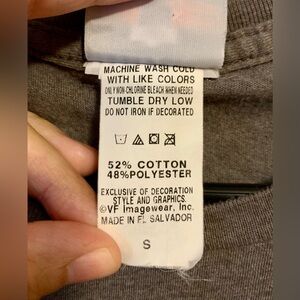 MACHINE WASH COLD
WITH LIKE COLORS
ONLY NON-CHLORINE BLEACH WHEN NEEDED
TUMBLE DRY LOW
DO NOT IRON IF DECORATED
52% COTTON
48%POLYESTER
EXCLUSIVE OF DECORATION
STYLE AND GRAPHICS.
©VF imagewear, Inc.
MADE IN EL SALVADOR
S